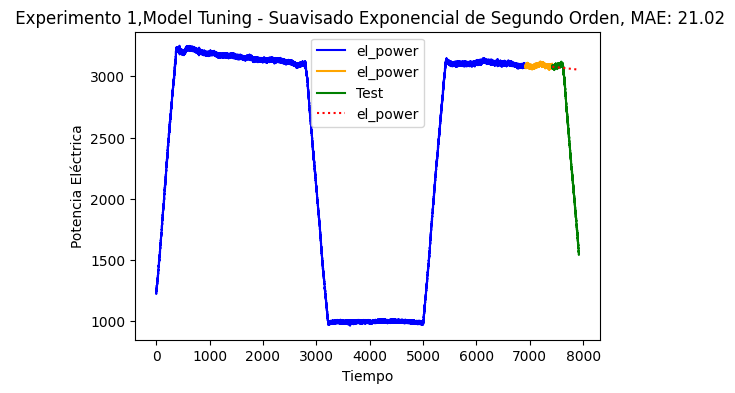 Experimento 1,Model Tuning - Suavisado Exponencial de Segundo Orden, MAE: 21.02
el_power
el_power
Test
el_power
Potencia Eléctrica
3000
2500
2000
1500
1000
0 1000 2000 3000 4000 5000 6000 7000 8000
Tiempo